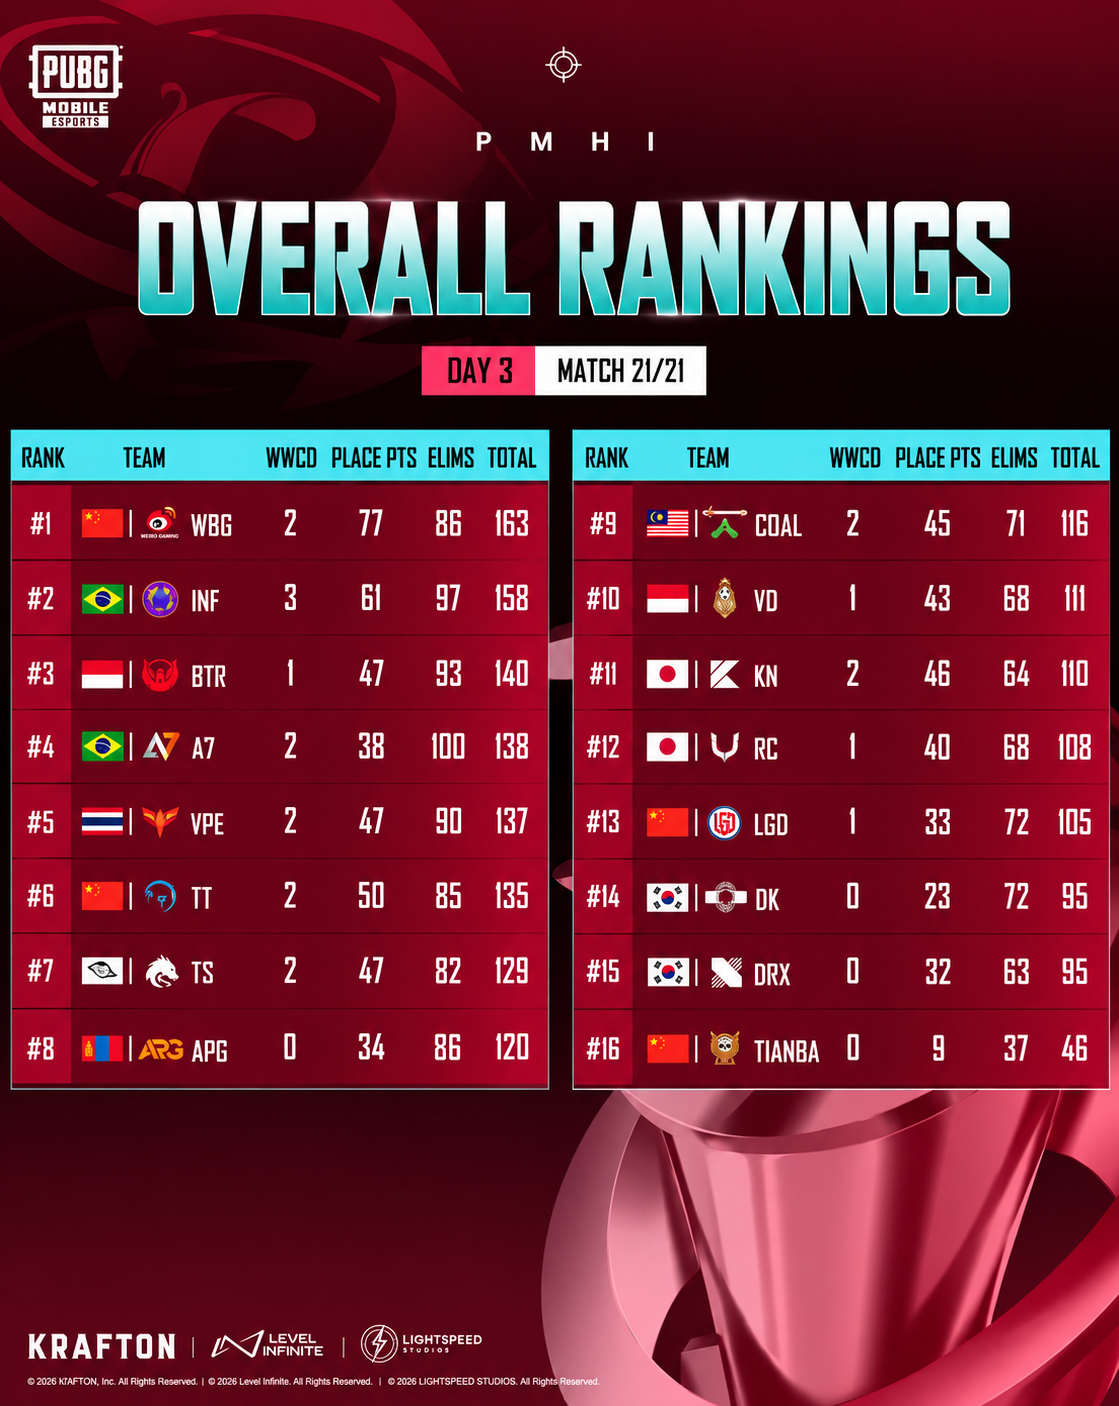 PUBG
MOBILE
ESPORTS
P M H I
OVERALL RANKINGS
DAY 3 MATCH 21/21
RANK TEAM WWCD PLACE PTS ELIMS TOTAL
#1 WEIBO GAMING WBG 2 77 86 163
#2 INF 3 61 97 158
#3 BTR 1 47 93 140
#4 A7 A7 2 38 100 138
#5 VPE 2 47 90 137
#6 TT 2 50 85 135
#7 TS 2 47 82 129
#8 ARG APG 0 34 86 120
RANK TEAM WWCD PLACE PTS ELIMS TOTAL
#9 COAL 2 45 71 116
#10 VD 1 43 68 111
#11 KN 2 46 64 110
#12 RC 1 40 68 108
#13 LGD 1 33 72 105
#14 DK 0 23 72 95
#15 DRX 0 32 63 95
#16 TIANBA 0 9 37 46
KRAFTON | LEVEL INFINITE | LIGHTSPEED STUDIOS
© 2026 KRAFTON, Inc. All Rights Reserved. | © 2026 Level Infinite. All Rights Reserved. | © 2026 LIGHTSPEED STUDIOS. All Rights Reserved.